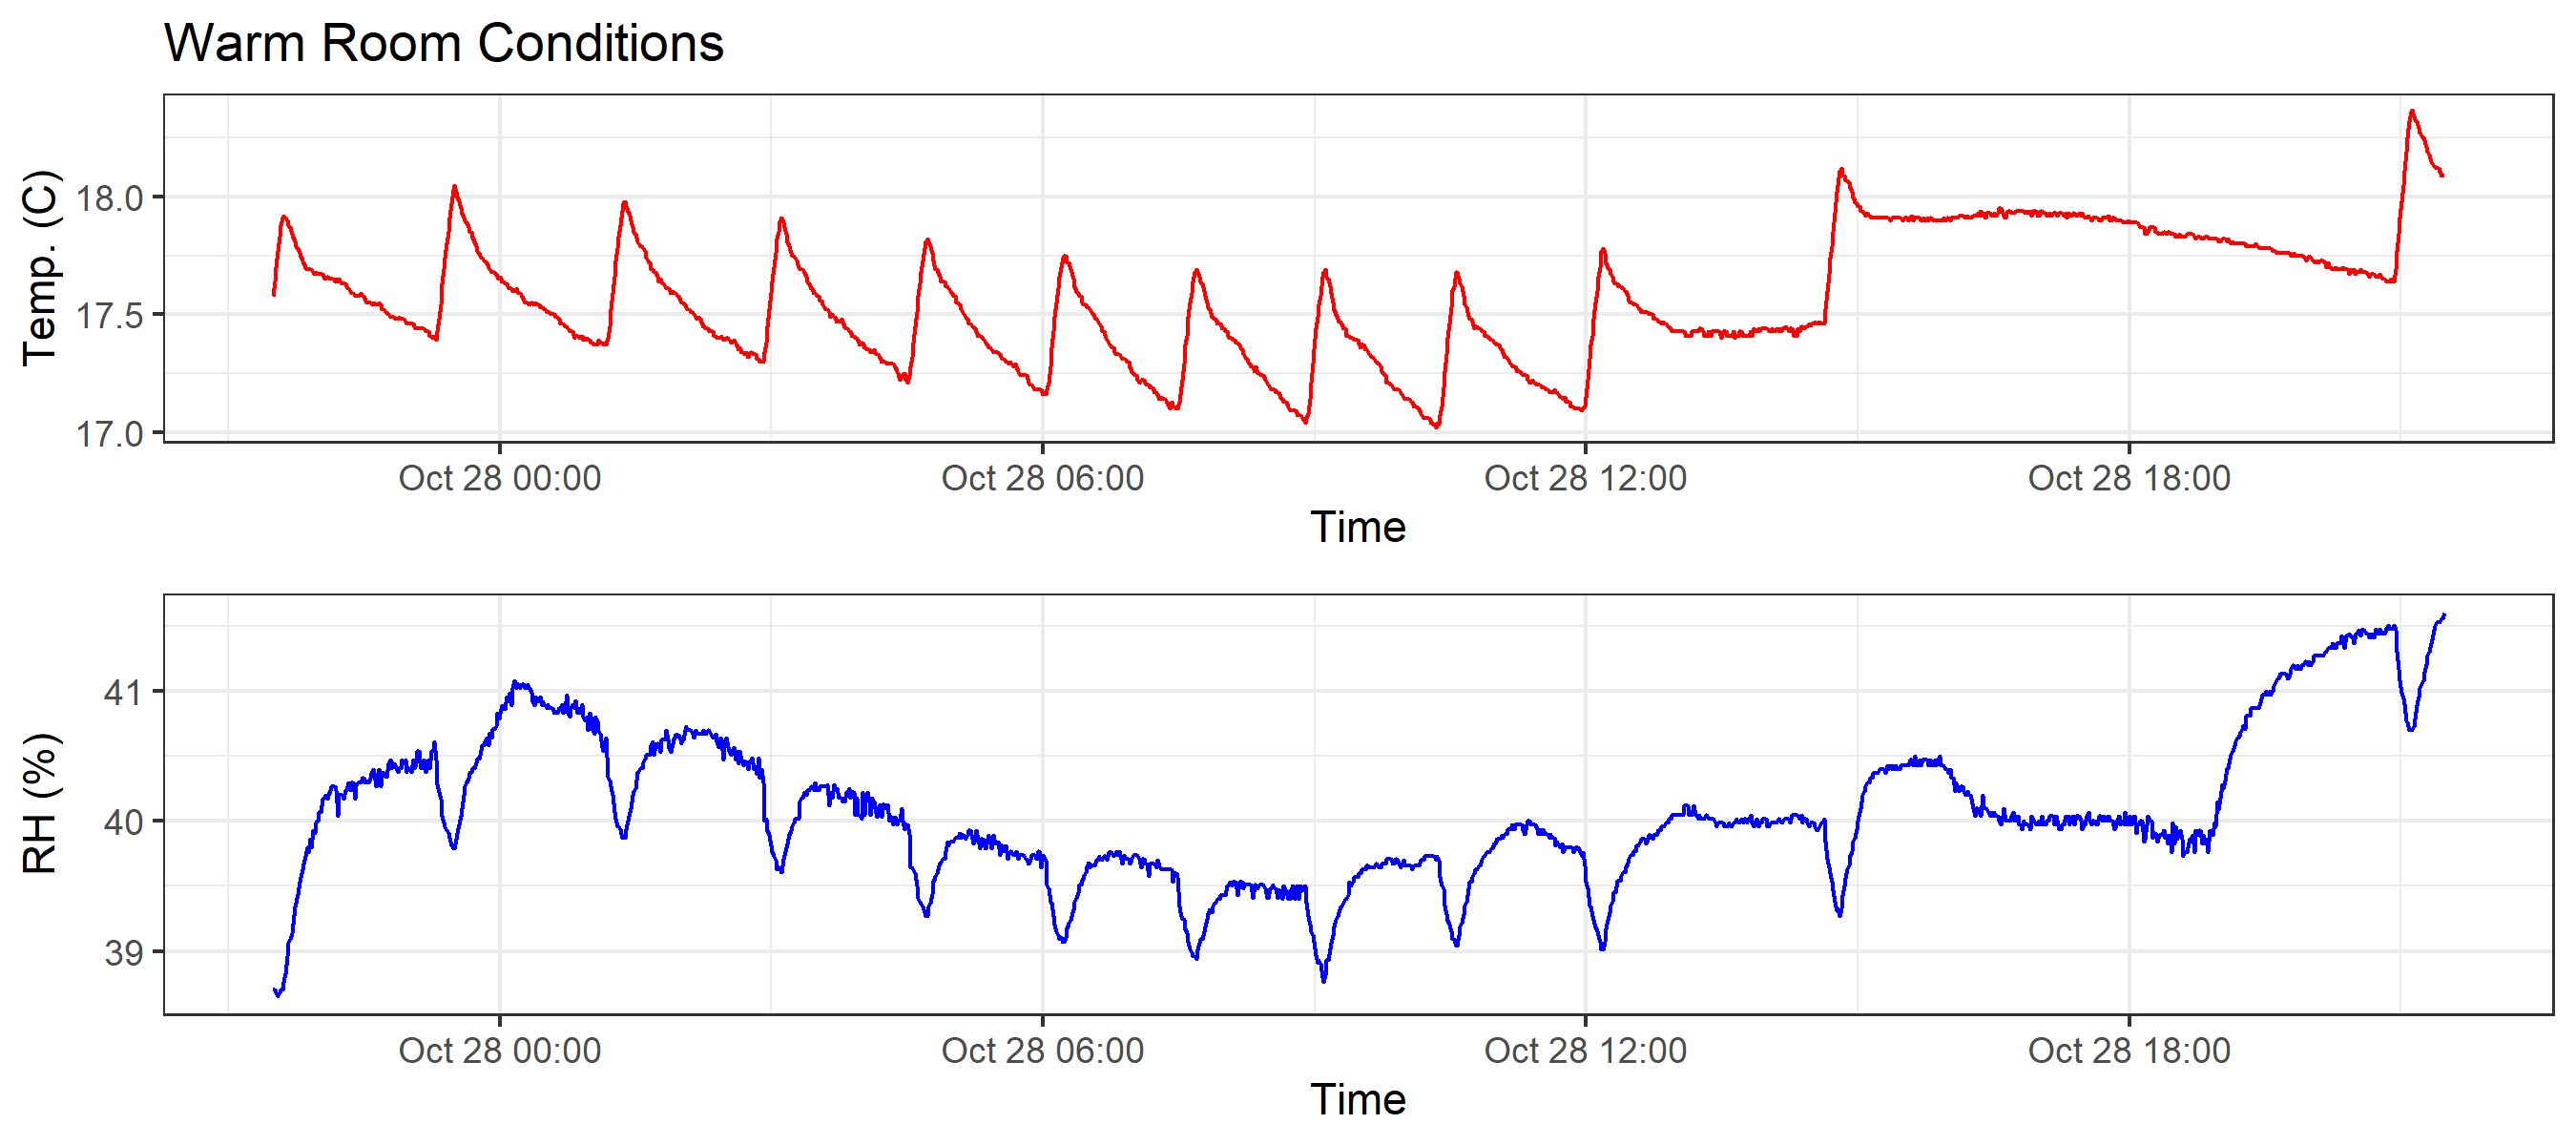 Warm Room Conditions
Temp. (C)
18.0
17.5
17.0
Oct 28 00:00 Oct 28 06:00 Oct 28 12:00 Oct 28 18:00
Time
RH (%)
41
40
39
Oct 28 00:00 Oct 28 06:00 Oct 28 12:00 Oct 28 18:00
Time